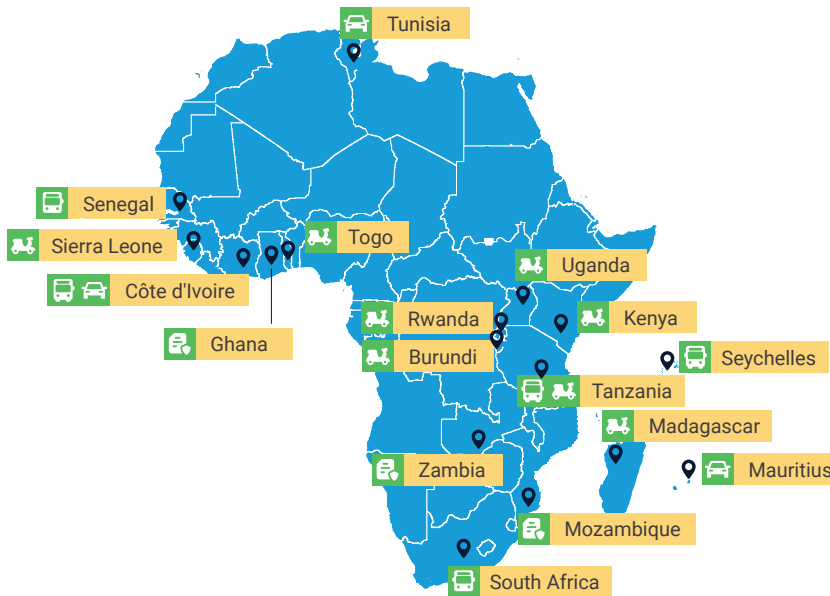 Tunisia
Senegal
Sierra Leone
Togo
Côte d'Ivoire
Uganda
Ghana
Rwanda
Kenya
Burundi
Seychelles
Tanzania
Madagascar
Zambia
Mauritius
Mozambique
South Africa